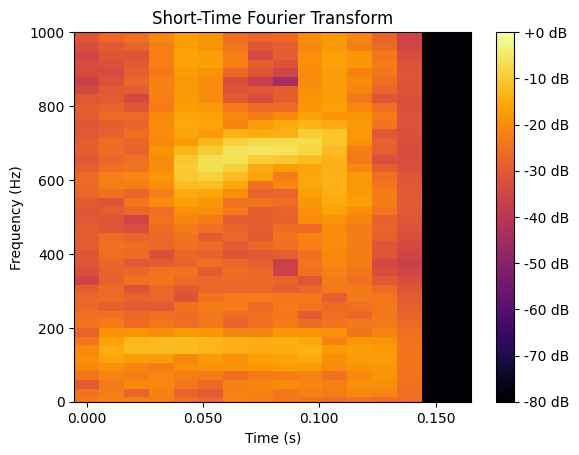 Short-Time Fourier Transform
1000
800
600
400
200
0
Frequency (Hz)
0.000
0.050
0.100
0.150
Time (s)
+0 dB
-10 dB
-20 dB
-30 dB
-40 dB
-50 dB
-60 dB
-70 dB
-80 dB